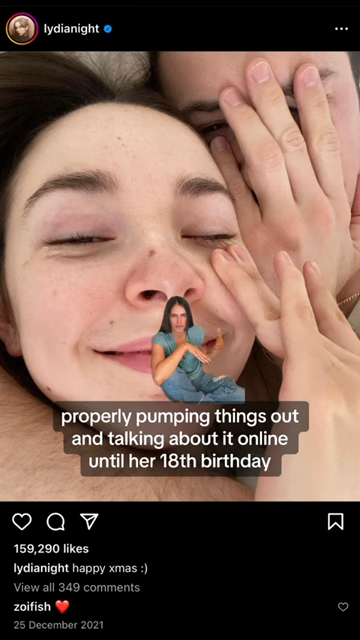 lydianight
properly pumping things out
and talking about it online
until her 18th birthday
159,290 likes
lydianight happy xmas :)
View all 349 comments
zoifish ❤️
25 December 2021